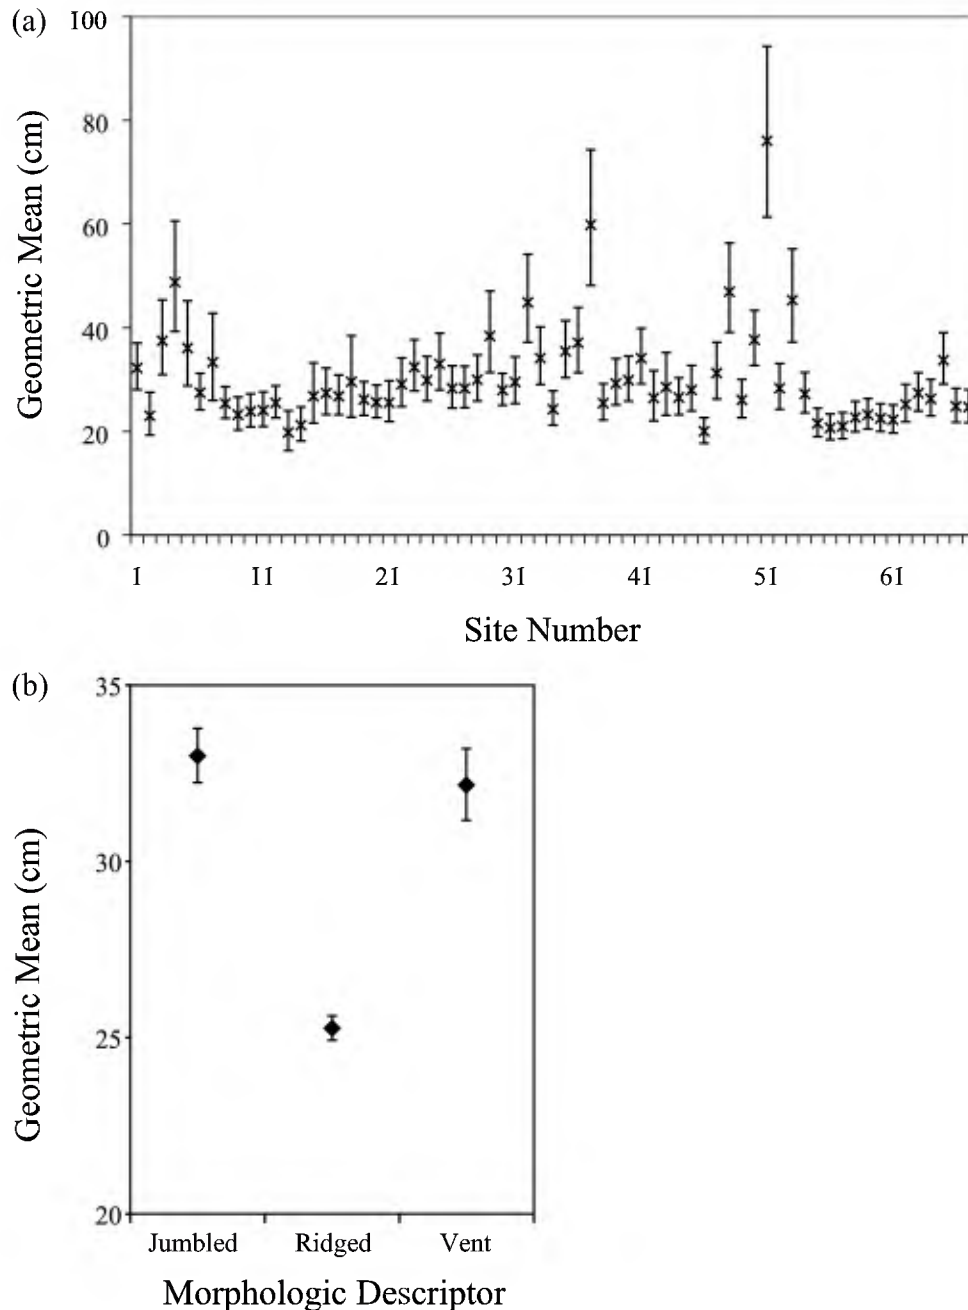 (a)
Geometric Mean (cm)
100
80
60
40
20
0
1 11 21 31 41 51 61
Site Number
(b)
Geometric Mean (cm)
35
30
25
20
Jumbled Ridged Vent
Morphologic Descriptor